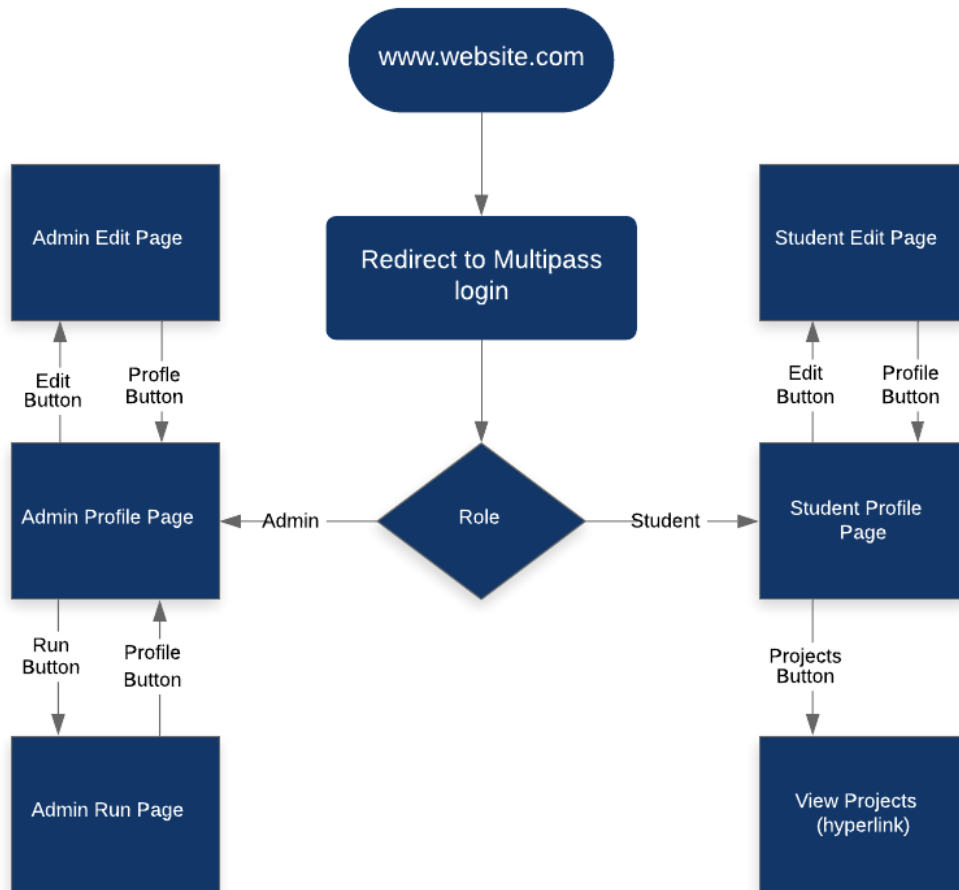 www.website.com
Redirect to Multipass
login
Role
Admin
Student
Admin Edit Page
Edit
Button
Profle
Button
Admin Profile Page
Run
Button
Profile
Button
Admin Run Page
Student Edit Page
Edit
Button
Profile
Button
Student Profile
Page
Projects
Button
View Projects
(hyperlink)